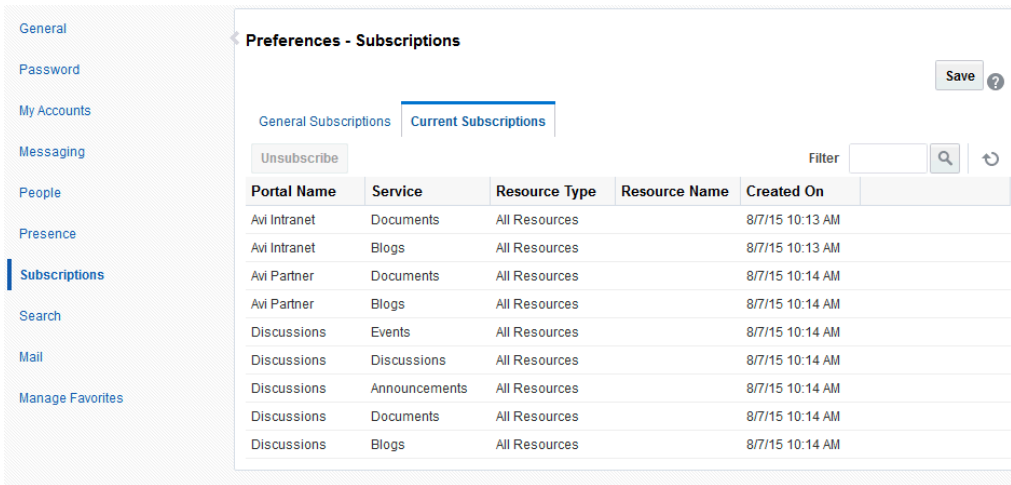 General
Password
My Accounts
Messaging
People
Presence
Subscriptions
Search
Mail
Manage Favorites
Preferences - Subscriptions
Save
General Subscriptions Current Subscriptions
Unsubscribe Filter
Portal Name Service Resource Type Resource Name Created On
Avi Intranet Documents All Resources 8/7/15 10:13 AM
Avi Intranet Blogs All Resources 8/7/15 10:13 AM
Avi Partner Documents All Resources 8/7/15 10:14 AM
Avi Partner Blogs All Resources 8/7/15 10:14 AM
Discussions Events All Resources 8/7/15 10:14 AM
Discussions Discussions All Resources 8/7/15 10:14 AM
Discussions Announcements All Resources 8/7/15 10:14 AM
Discussions Documents All Resources 8/7/15 10:14 AM
Discussions Blogs All Resources 8/7/15 10:14 AM